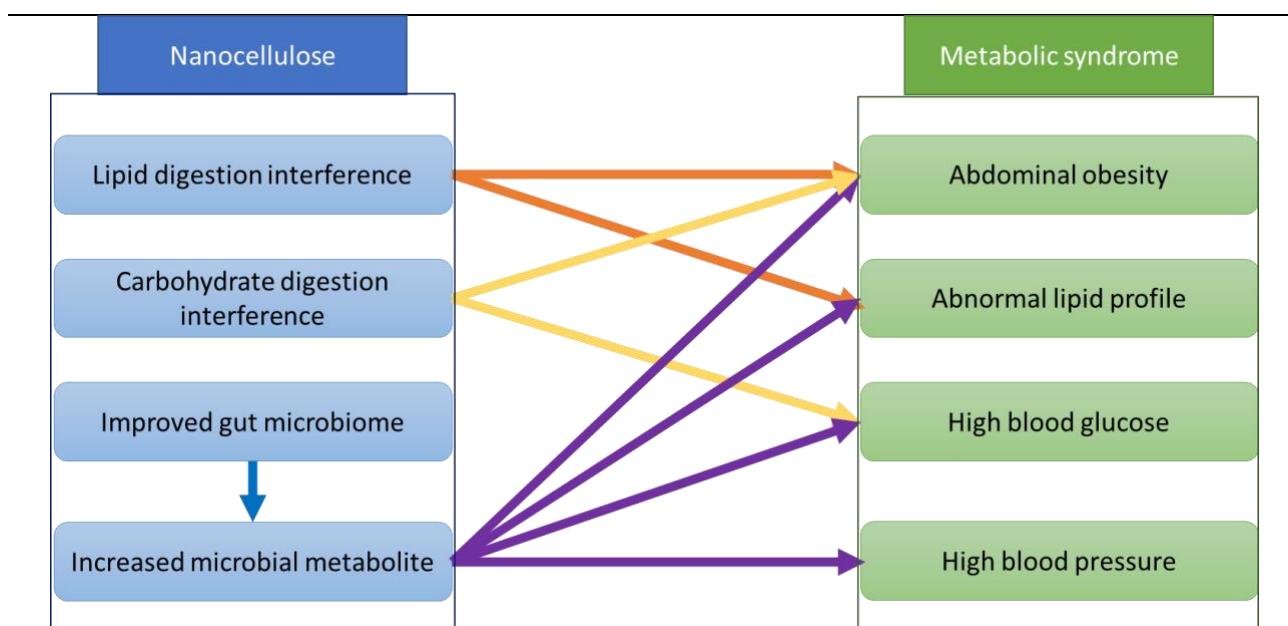 Nanocellulose
Metabolic syndrome
Lipid digestion interference
Abdominal obesity
Carbohydrate digestion
interference
Abnormal lipid profile
Improved gut microbiome
High blood glucose
Increased microbial metabolite
High blood pressure